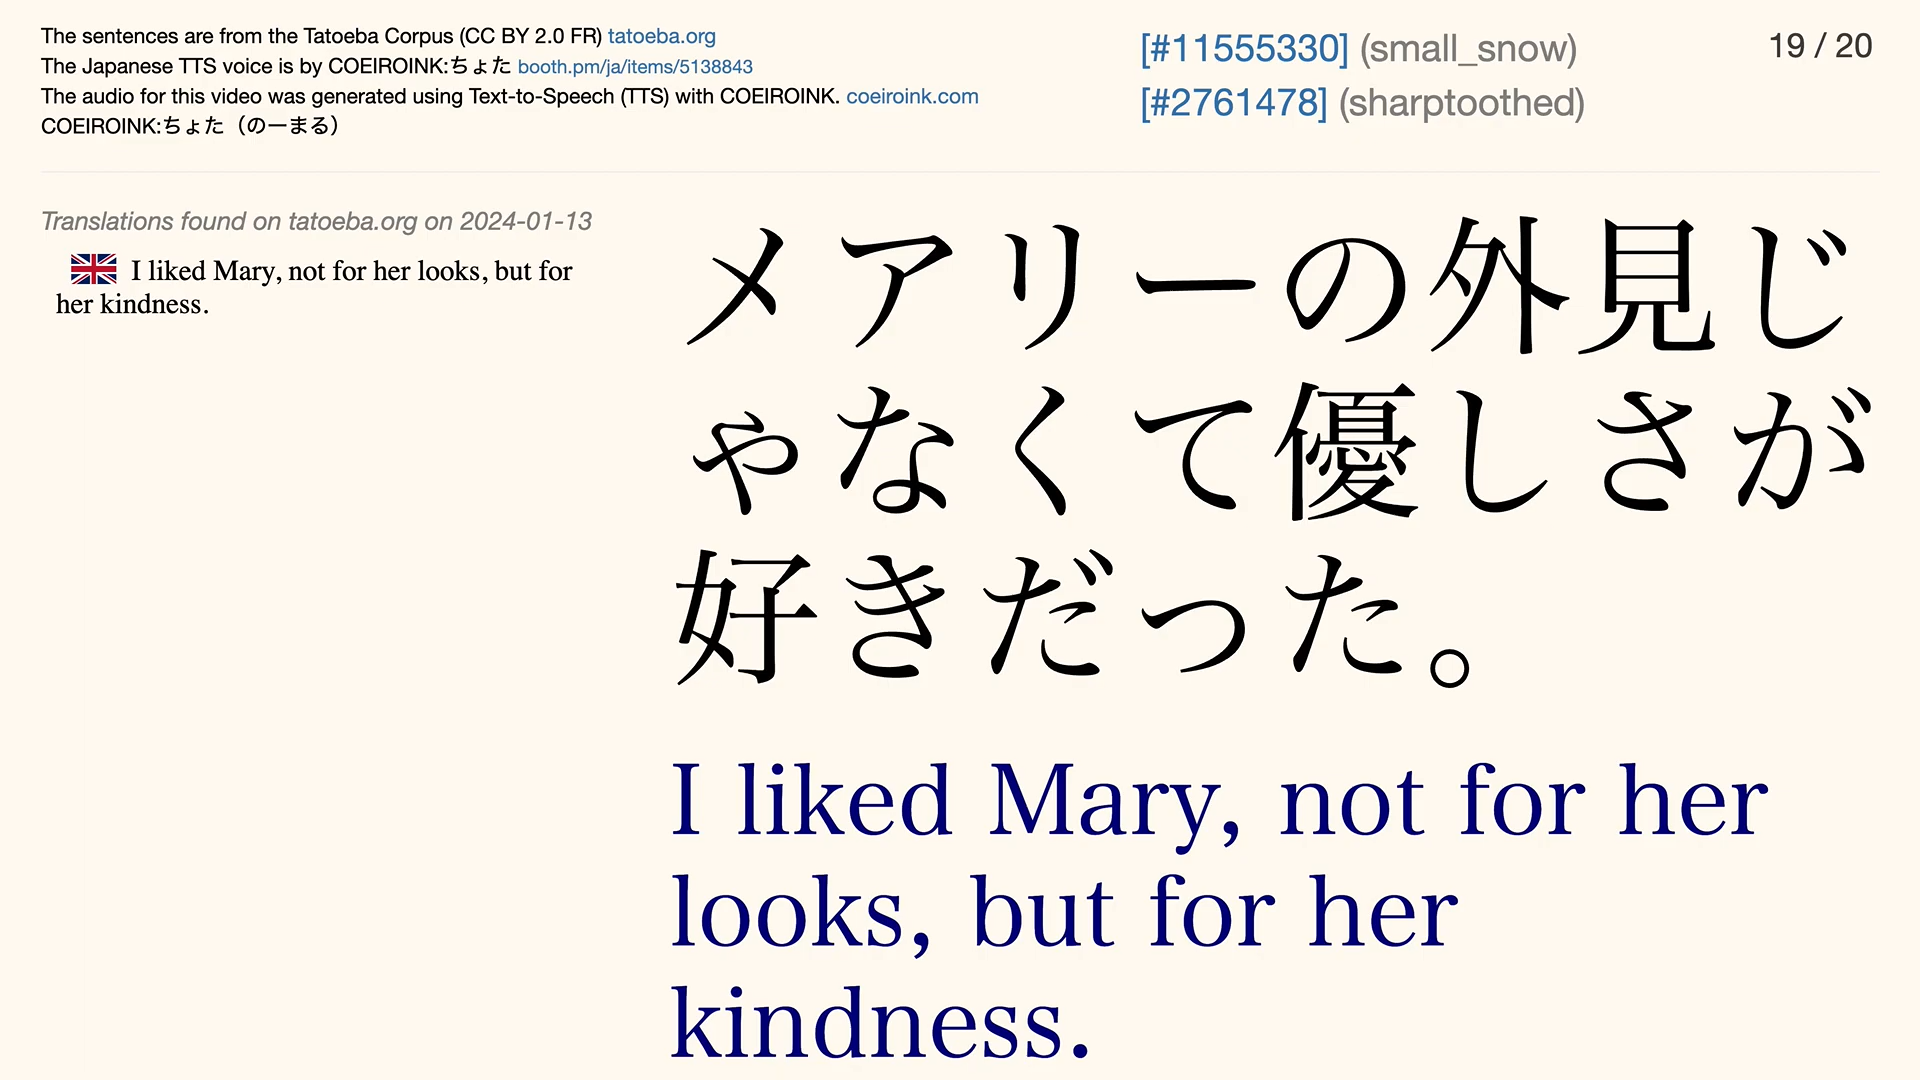 The sentences are from the Tatoeba Corpus (CC BY 2.0 FR) tatoeba.org
The Japanese TTS voice is by COEIROINK:ちょた booth.pm/ja/items/5138843
The audio for this video was generated using Text-to-Speech (TTS) with COEIROINK. coeiroink.com
COEIROINK:ちょた（のーまる）
[#11555330] (small_snow)
[#2761478] (sharptoothed)
19 / 20
Translations found on tatoeba.org on 2024-01-13
I liked Mary, not for her looks, but for
her kindness.
メアリーの外見じ
ゃなくて優しさが
好きだった。
I liked Mary, not for her
looks, but for her
kindness.